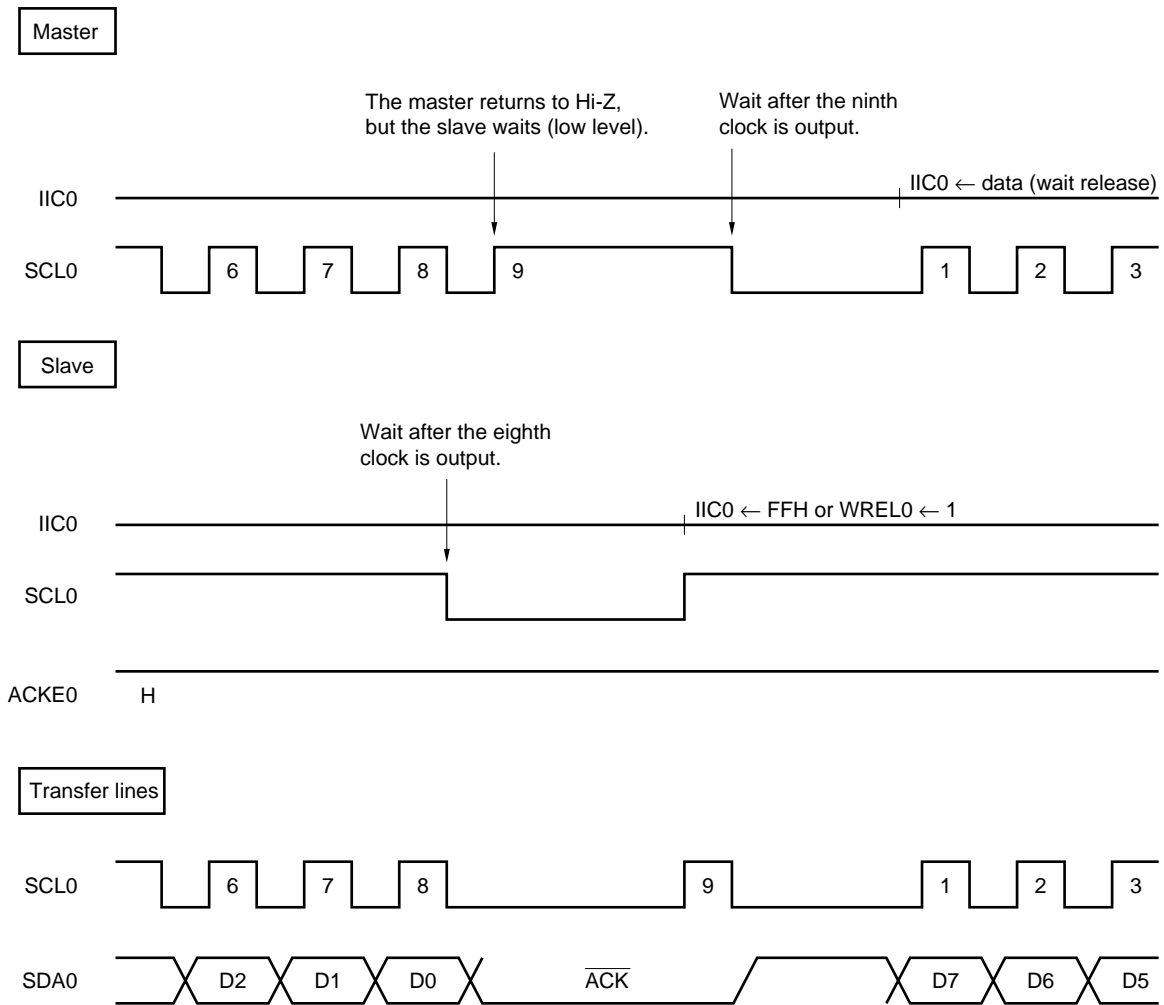 Master
The master returns to Hi-Z,
but the slave waits (low level).
Wait after the ninth
clock is output.
IIC0
IIC0 ← data (wait release)
SCL0
6 7 8 9 1 2 3
Slave
Wait after the eighth
clock is output.
IIC0
IIC0 ← FFH or WREL0 ← 1
SCL0
ACKE0 H
Transfer lines
SCL0
6 7 8 9 1 2 3
SDA0
D2 D1 D0 A̅C̅K̅ D7 D6 D5